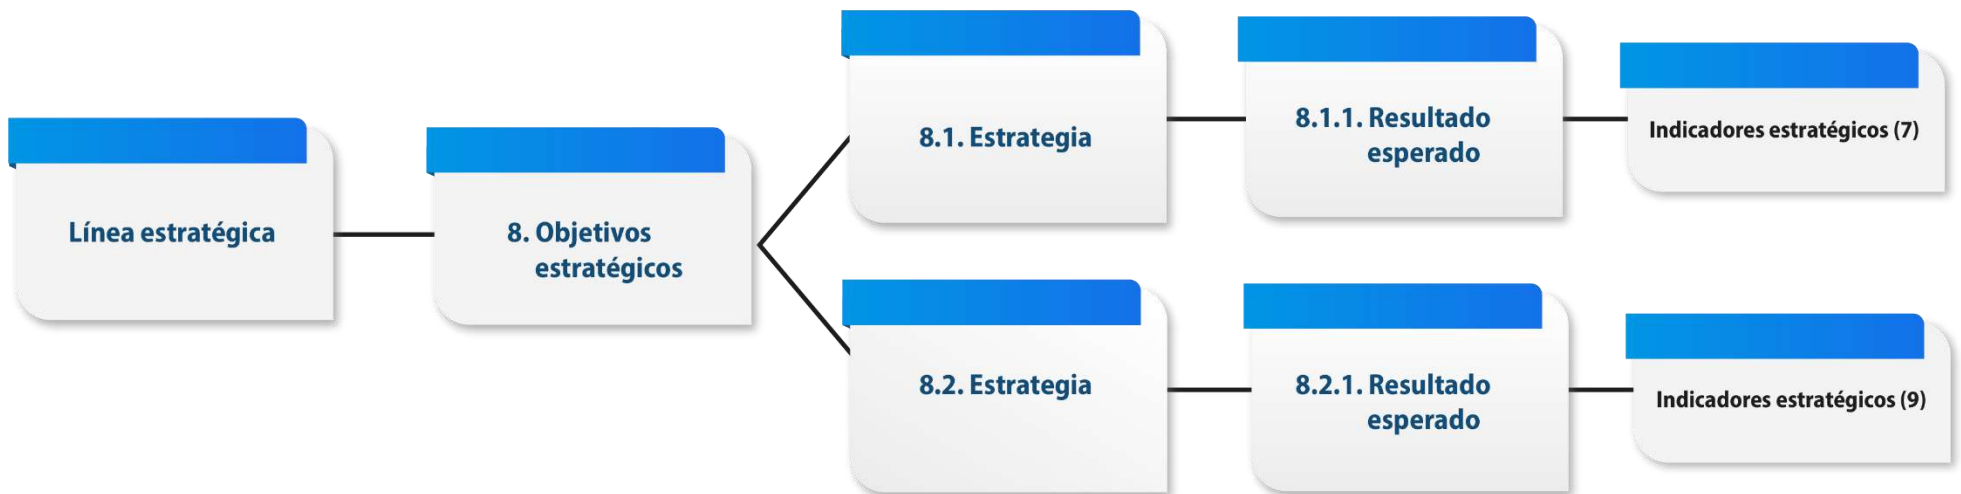 Línea estratégica
8. Objetivos
estratégicos
8.1. Estrategia
8.1.1. Resultado
esperado
Indicadores estratégicos (7)
8.2. Estrategia
8.2.1. Resultado
esperado
Indicadores estratégicos (9)